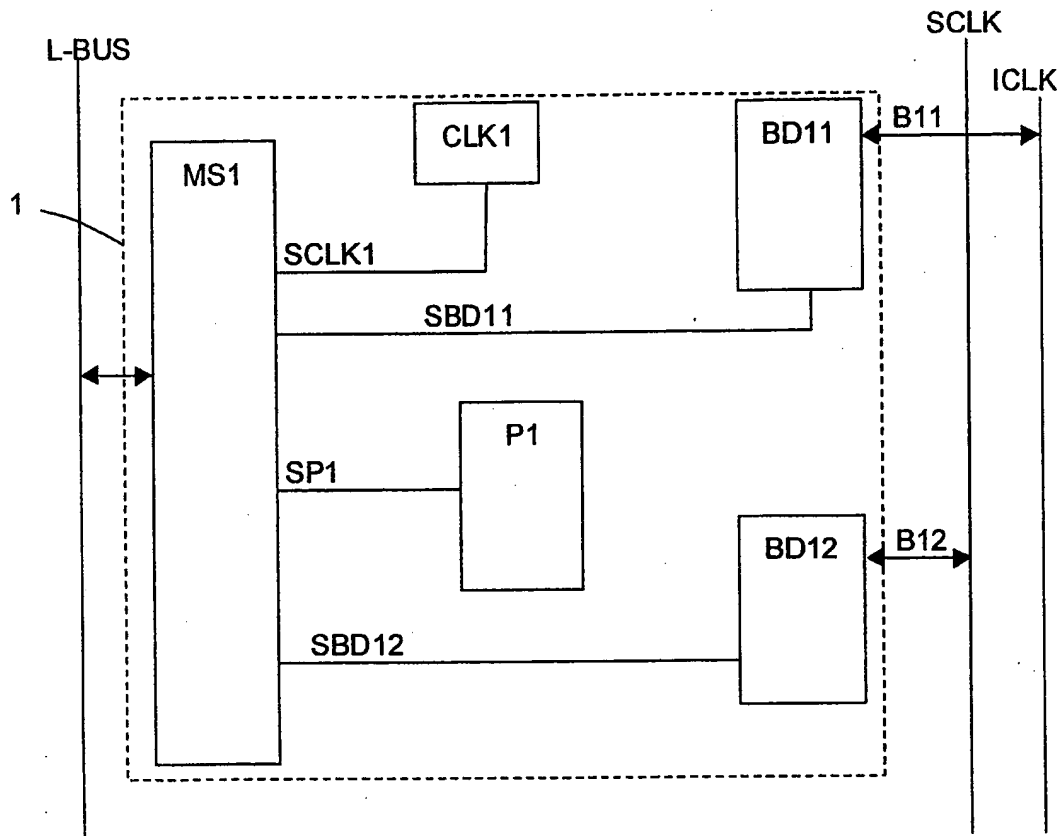 SCLK
L-BUS
ICLK
CLK1
BD11
B11
MS1
1
SCLK1
SBD11
P1
SP1
BD12
B12
SBD12